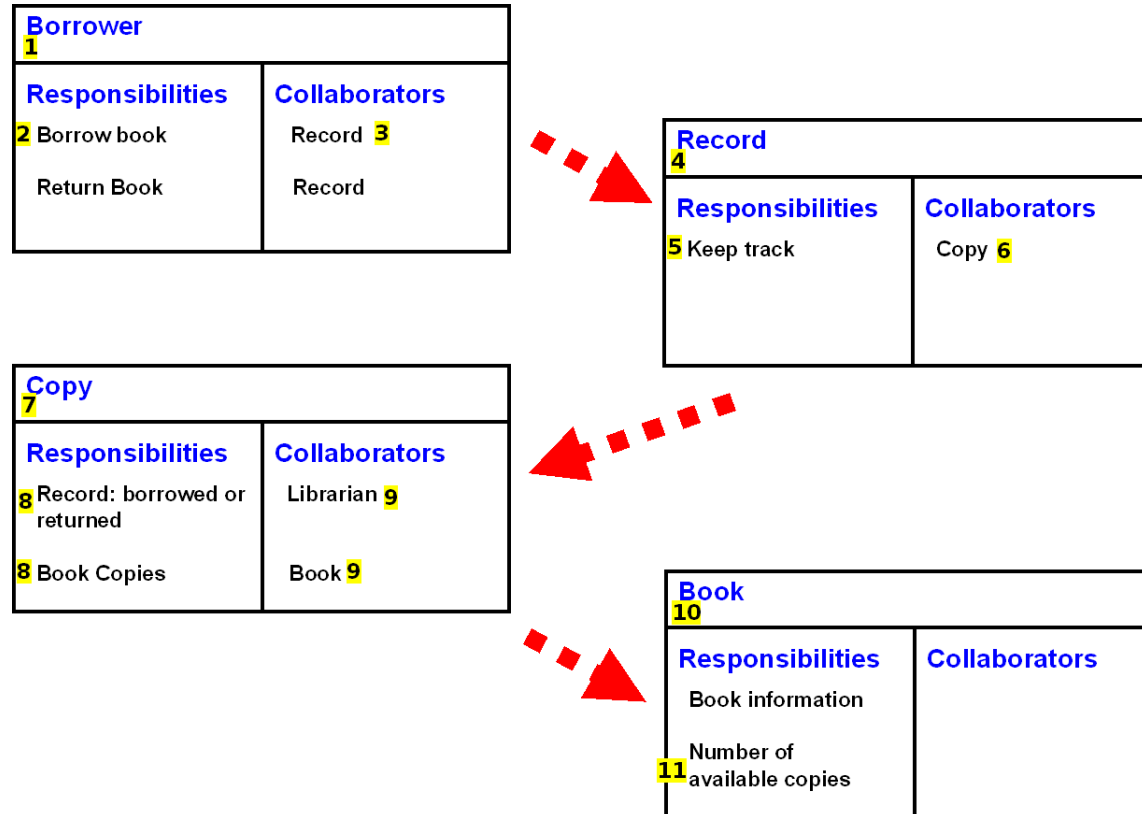 Borrower
1
Responsibilities Collaborators
2 Borrow book Record 3
Return Book Record
Record
4
Responsibilities Collaborators
5 Keep track Copy 6
Copy
7
Responsibilities Collaborators
8 Record: borrowed or Librarian 9
returned
8 Book Copies Book 9
Book
10
Responsibilities Collaborators
Book information
Number of
11 available copies